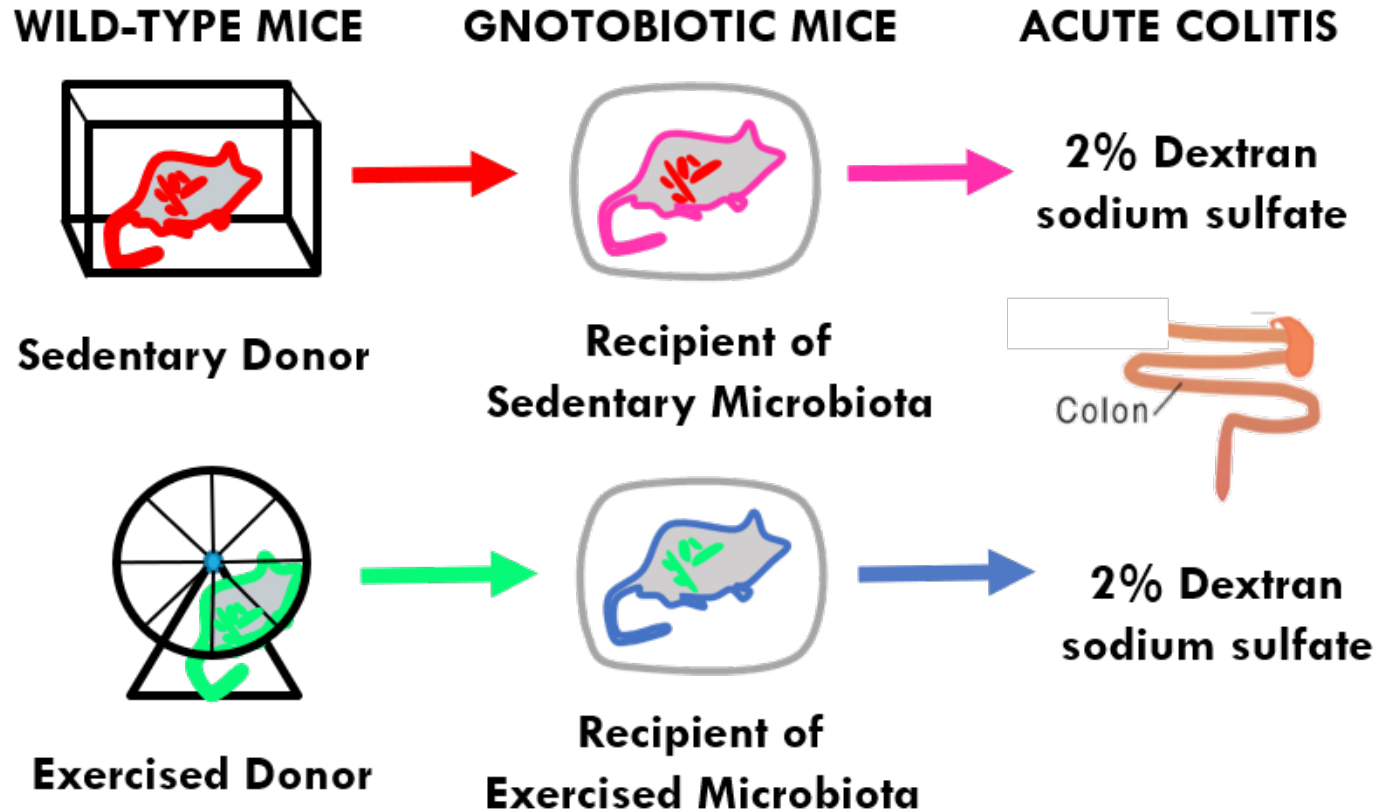 WILD-TYPE MICE
GNOTOBIOTIC MICE
ACUTE COLITIS
2% Dextran
sodium sulfate
Sedentary Donor
Recipient of
Sedentary Microbiota
Colon
2% Dextran
sodium sulfate
Exercised Donor
Recipient of
Exercised Microbiota